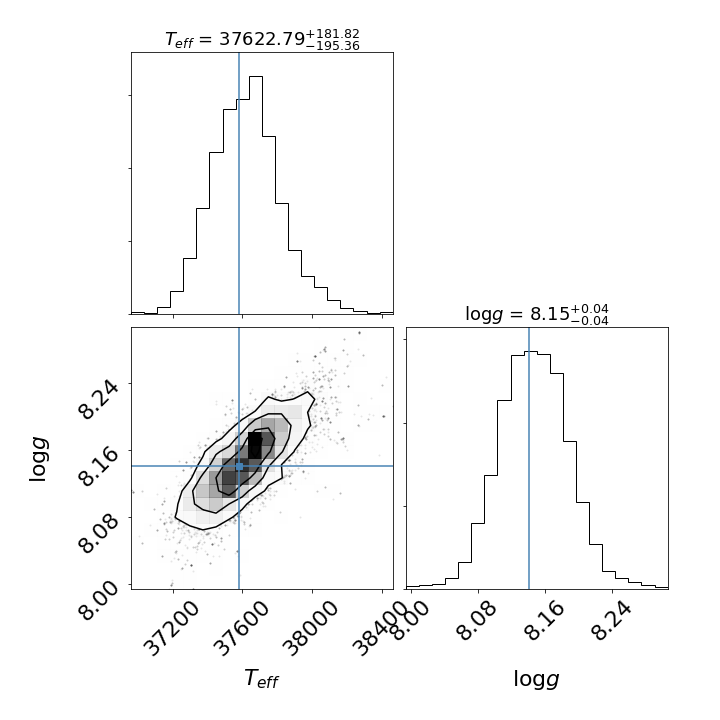 T_eff = 37622.79^{+181.82}_{-195.36}
logg = 8.15^{+0.04}_{-0.04}
logg
8.24
8.16
8.08
8.00
37200 37600 38000 38400
8.00 8.08 8.16 8.24
T_eff
logg